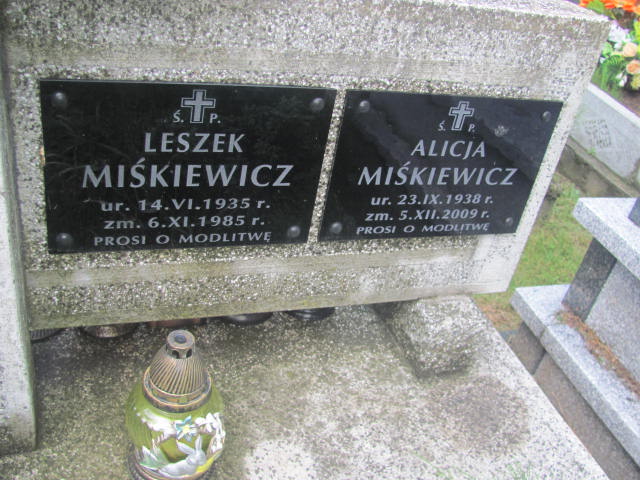 Ś. P.
LESZEK
MIŚKIEWICZ
ur. 14.VI.1935 r.
zm. 6.XI.1985 r.
PROSI O MODLITWĘ
Ś. P.
ALICJA
MIŚKIEWICZ
ur. 23.IX.1938 r.
zm. 5.XII.2009 r.
PROSI O MODLITWĘ